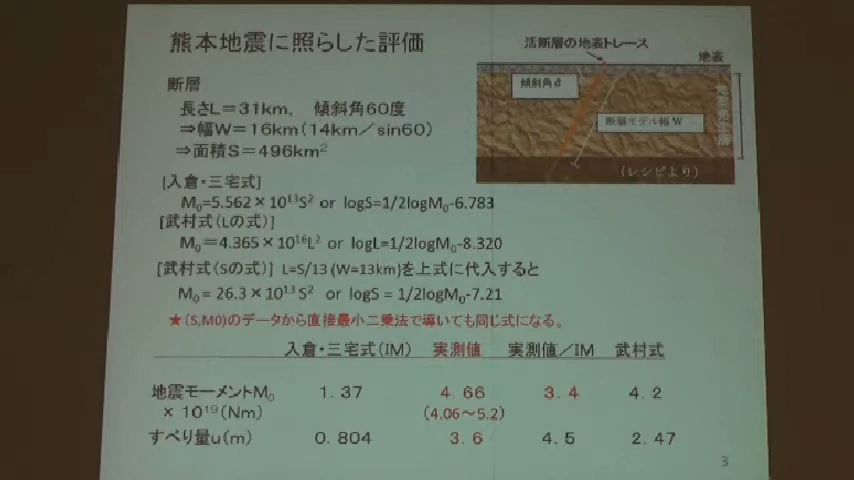 熊本地震に照らした評価
断層
長さL＝31km, 傾斜角60度
⇒幅W＝16km(14km／sin60)
⇒面積S＝496km²
活断層の地表トレース
地表
傾斜角d
断層モデル幅 W
(レシピより)
[入倉・三宅式]
M₀=5.562×10¹³S² or logS=1/2logM₀-6.783
[武村式(Lの式)]
M₀＝4.365×10¹⁶L² or logL=1/2logM₀-8.320
[武村式(Sの式)] L=S/13 (W=13km)を上式に代入すると
M₀ = 26.3×10¹³ S² or logS = 1/2logM₀-7.21
★(S,M0)のデータから直接最小二乗法で導いても同じ式になる。
入倉・三宅式(IM) 実測値 実測値／IM 武村式
地震モーメントM₀ 1.37 4.66 3.4 4.2
×10¹⁹(Nm) (4.06～5.2)
すべり量u(m) 0.804 3.6 4.5 2.47
3